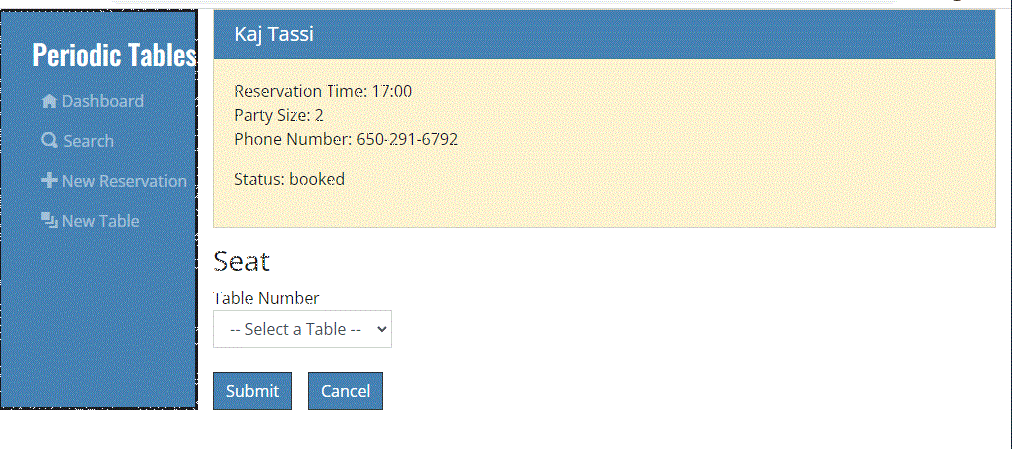 Periodic Tables
Dashboard
Search
New Reservation
New Table
Kaj Tassi
Reservation Time: 17:00
Party Size: 2
Phone Number: 650-291-6792
Status: booked
Seat
Table Number
-- Select a Table --
Submit
Cancel